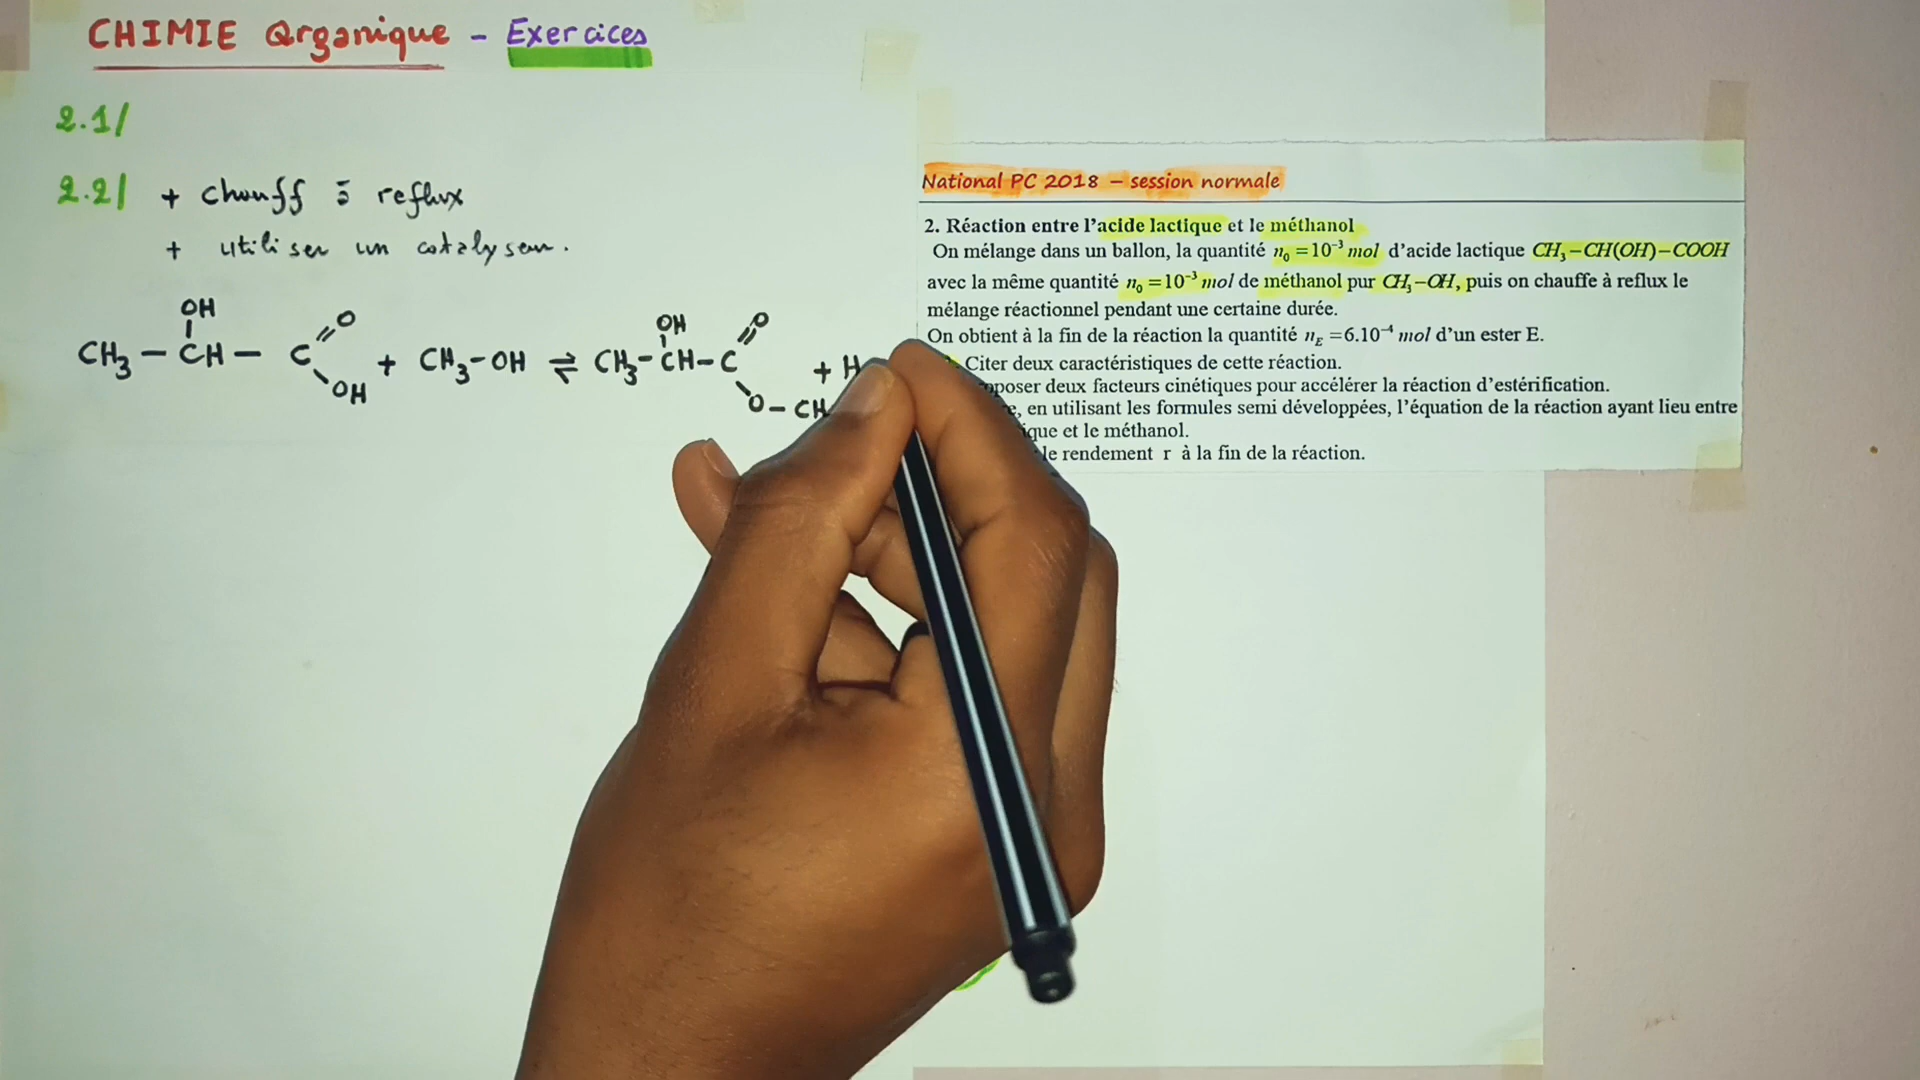 CHIMIE Organique - Exercices
2.1/
2.2/ + chauff à reflux
+ utiliser un catalyseur.
OH
CH3 - CH - C
O
OH
+ CH3-OH ⇌ CH3-CH-C
OH
O
O-CH
+ H
National PC 2018 – session normale
2. Réaction entre l’acide lactique et le méthanol
On mélange dans un ballon, la quantité n0 =10⁻³ mol d’acide lactique CH3–CH(OH)–COOH
avec la même quantité n0 =10⁻³ mol de méthanol pur CH3–OH, puis on chauffe à reflux le
mélange réactionnel pendant une certaine durée.
On obtient à la fin de la réaction la quantité nE =6.10⁻⁴ mol d’un ester E.
Citer deux caractéristiques de cette réaction.
poser deux facteurs cinétiques pour accélérer la réaction d’estérification.
e, en utilisant les formules semi développées, l’équation de la réaction ayant lieu entre
ique et le méthanol.
le rendement r à la fin de la réaction.